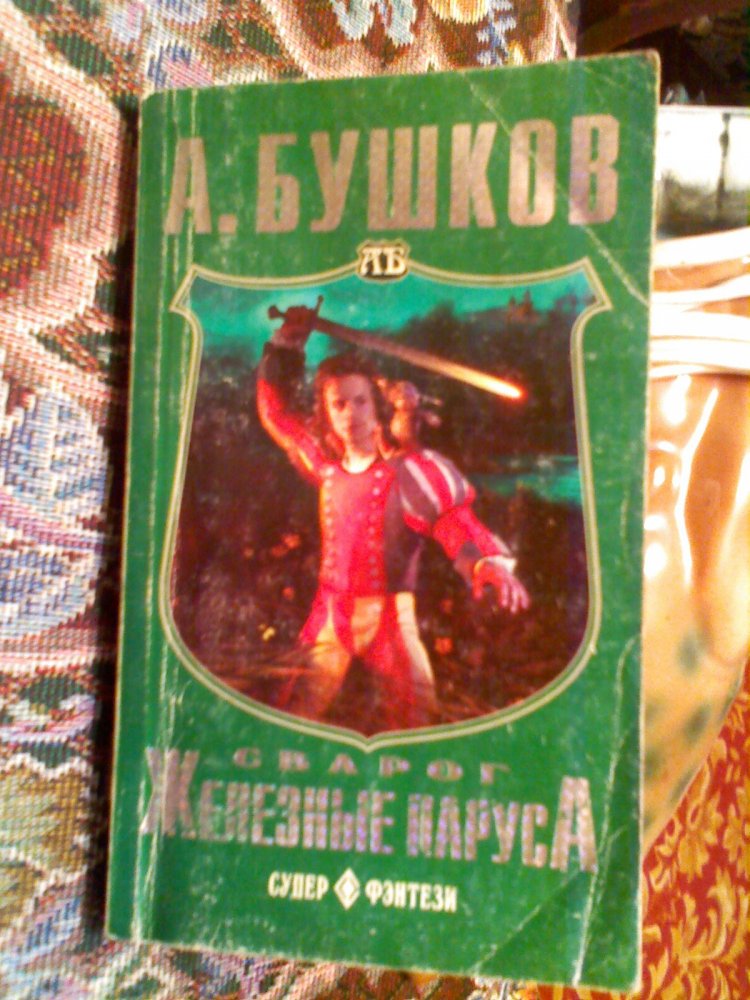 А. БУШКОВ
АБ
СВАРОГ
ЖЕЛЕЗНЫЕ ПАРУСА
СУПЕР ФЭНТЕЗИ